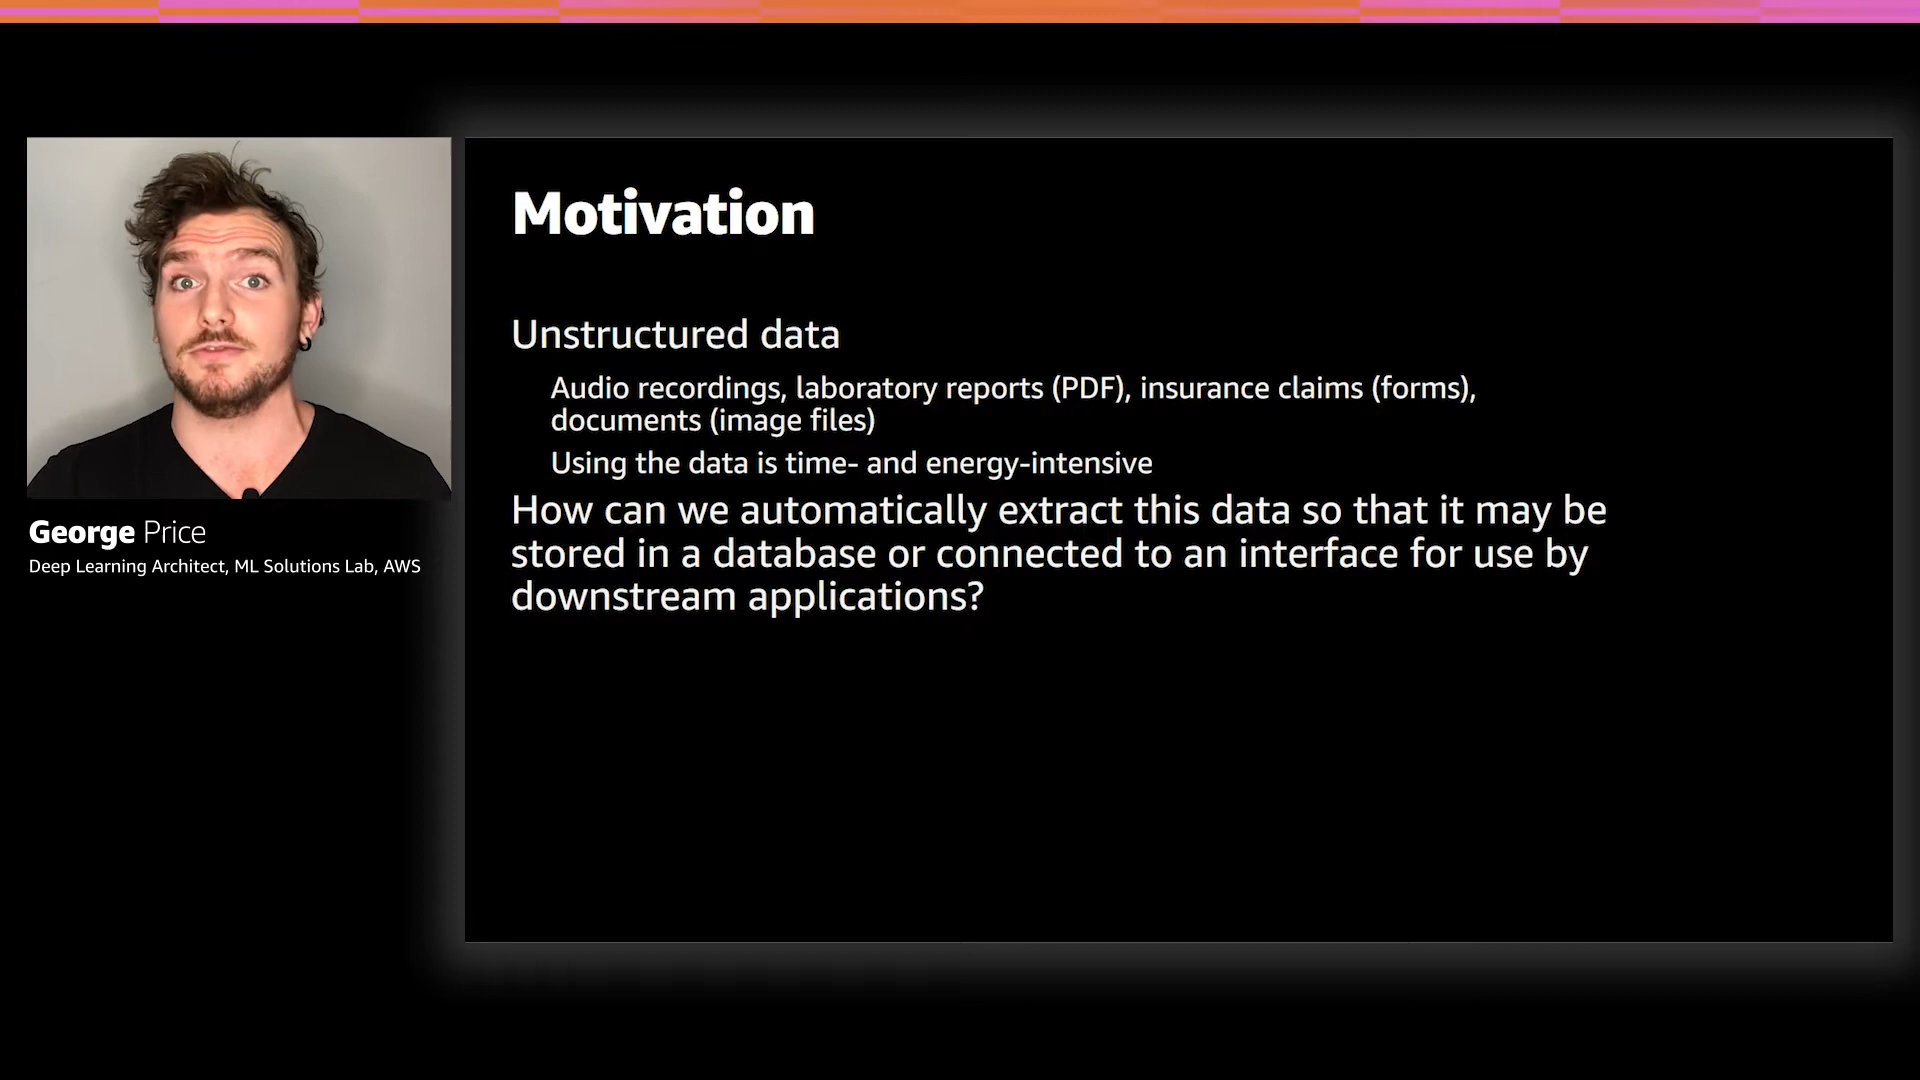 George Price
Deep Learning Architect, ML Solutions Lab, AWS
Motivation
Unstructured data
Audio recordings, laboratory reports (PDF), insurance claims (forms),
documents (image files)
Using the data is time- and energy-intensive
How can we automatically extract this data so that it may be
stored in a database or connected to an interface for use by
downstream applications?